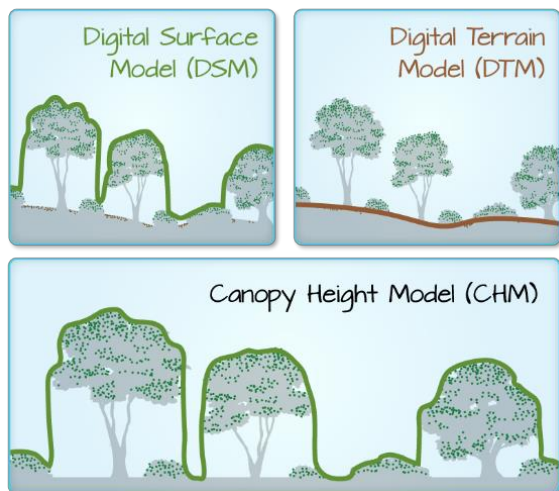 Digital Surface
Model (DSM)
Digital Terrain
Model (DTM)
Canopy Height Model (CHM)